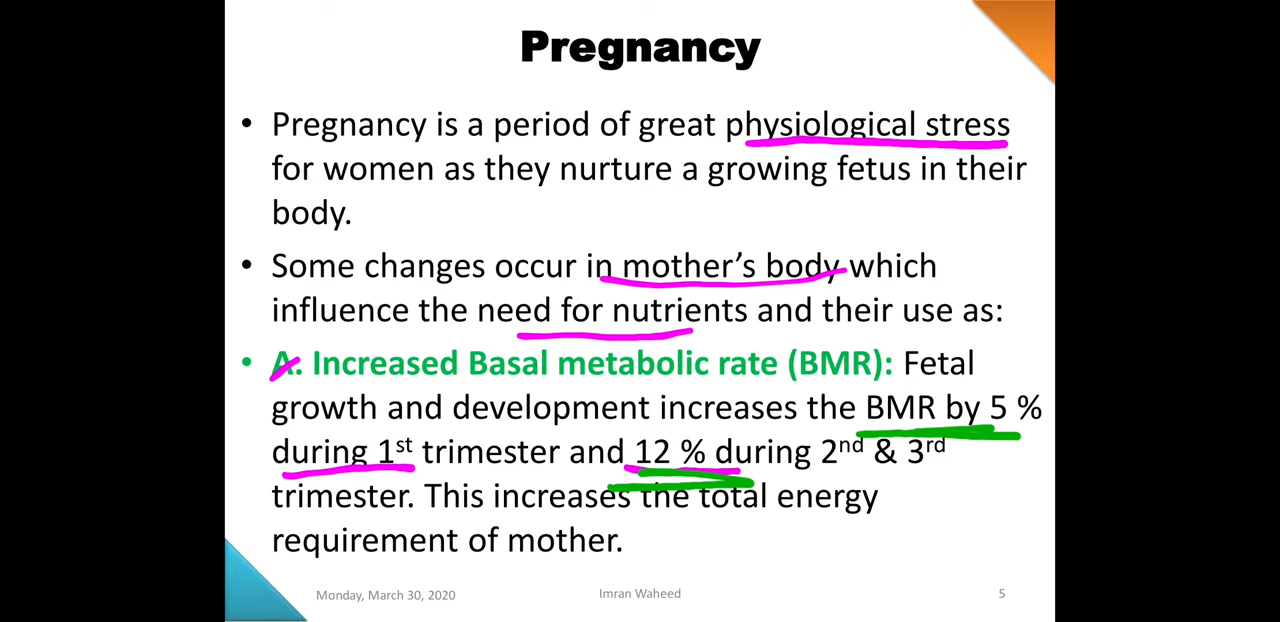 Pregnancy
• Pregnancy is a period of great physiological stress
for women as they nurture a growing fetus in their
body.
• Some changes occur in mother's body which
influence the need for nutrients and their use as:
• A. Increased Basal metabolic rate (BMR): Fetal
growth and development increases the BMR by 5 %
during 1st trimester and 12 % during 2nd & 3rd
trimester. This increases the total energy
requirement of mother.
Monday, March 30, 2020 Imran Waheed 5